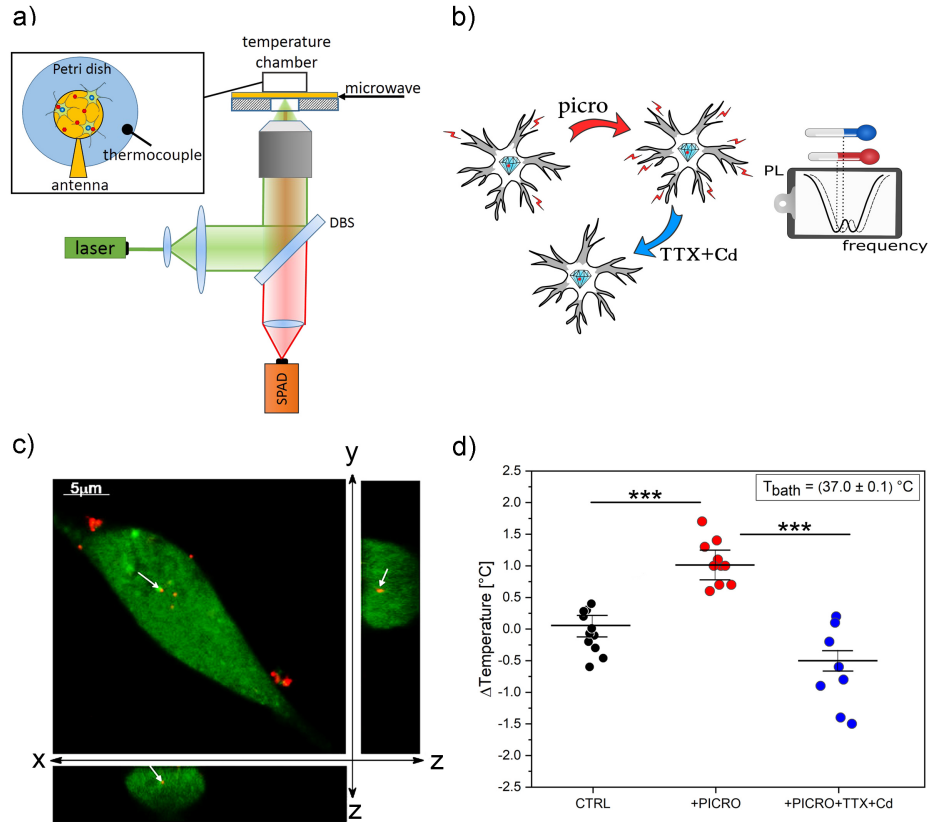 a)
temperature
chamber
Petri dish
microwave
thermocouple
antenna
DBS
laser
SPAD
b)
picro
TTX+Cd
PL
frequency
c)
5μm
y
x
z
z
d)
T_bath = (37.0 ± 0.1) °C
***
***
ΔTemperature [°C]
2.5
2.0
1.5
1.0
0.5
0.0
-0.5
-1.0
-1.5
-2.0
-2.5
CTRL
+PICRO
+PICRO+TTX+Cd